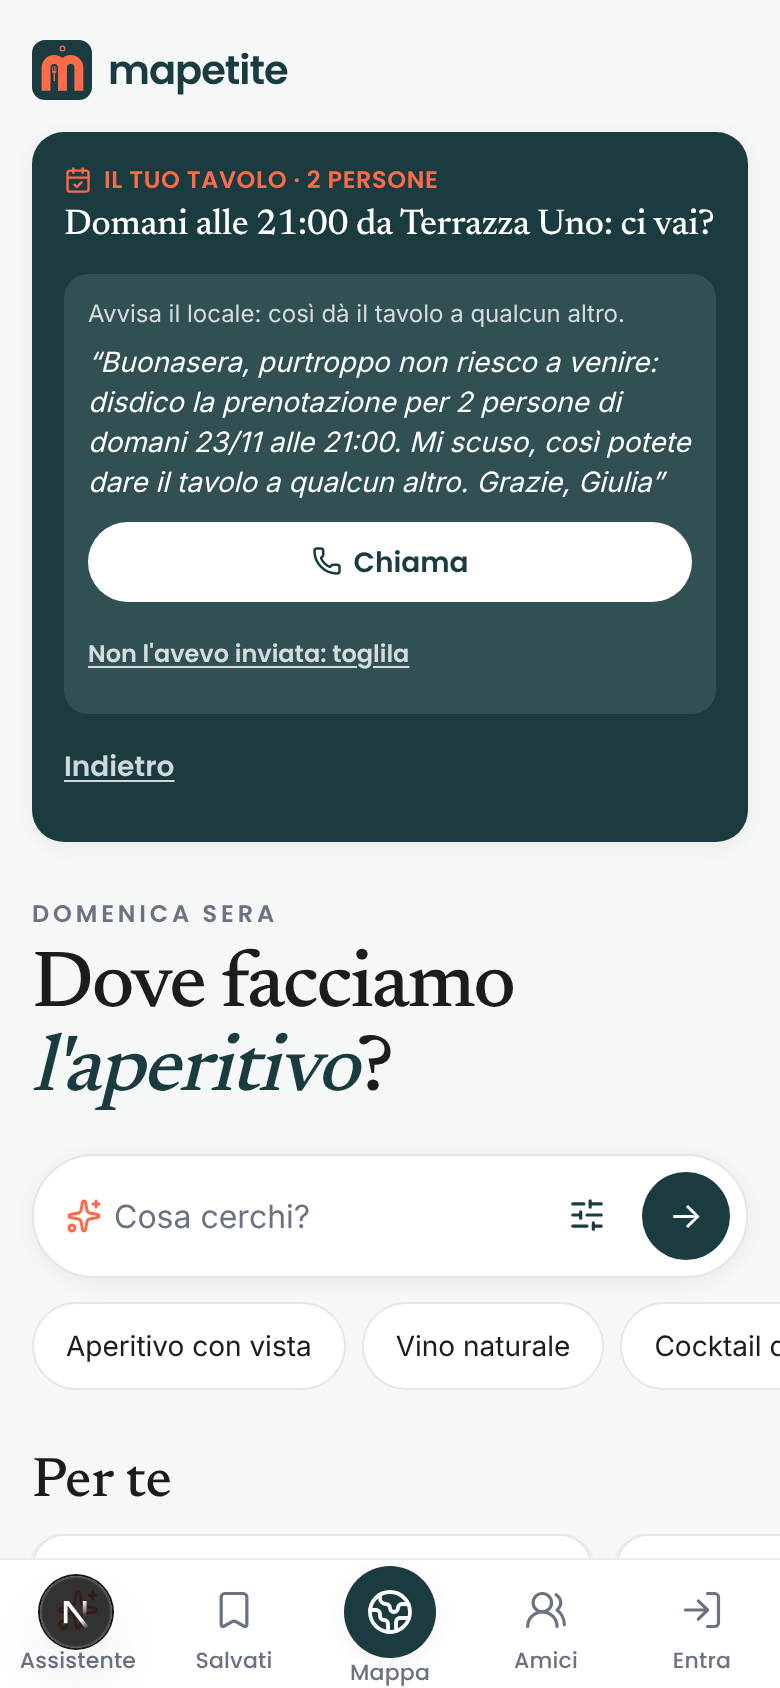 mapetite
IL TUO TAVOLO · 2 PERSONE
Domani alle 21:00 da Terrazza Uno: ci vai?
Avvisa il locale: così dà il tavolo a qualcun altro.
“Buonasera, purtroppo non riesco a venire:
disdico la prenotazione per 2 persone di
domani 23/11 alle 21:00. Mi scuso, così potete
dare il tavolo a qualcun altro. Grazie, Giulia”
Chiama
Non l'avevo inviata: toglila
Indietro
DOMENICA SERA
Dove facciamo
l'aperitivo?
Cosa cerchi?
Aperitivo con vista
Vino naturale
Cocktail
Per te
N
Assistente
Salvati
Mappa
Amici
Entra